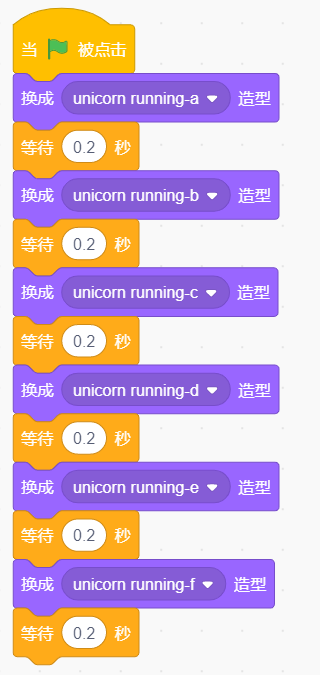 当 被点击
换成 unicorn running-a 造型
等待 0.2 秒
换成 unicorn running-b 造型
等待 0.2 秒
换成 unicorn running-c 造型
等待 0.2 秒
换成 unicorn running-d 造型
等待 0.2 秒
换成 unicorn running-e 造型
等待 0.2 秒
换成 unicorn running-f 造型
等待 0.2 秒